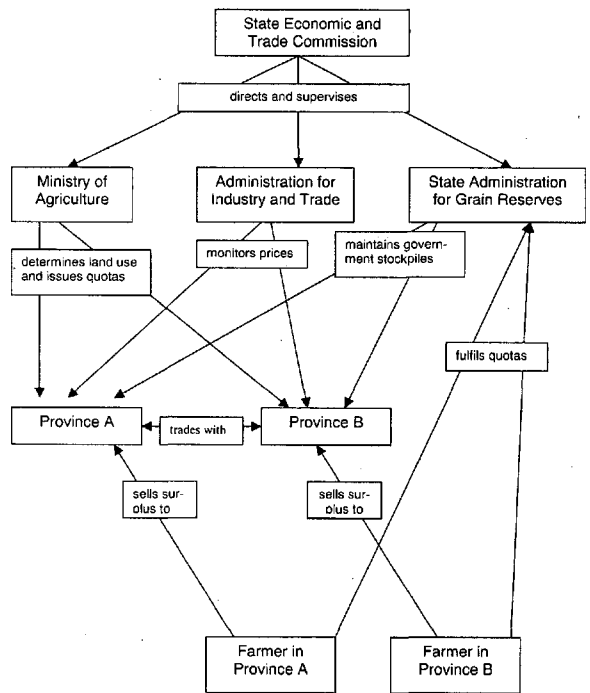 State Economic and
Trade Commission
directs and supervises
Ministry of
Agriculture
Administration for
Industry and Trade
State Administration
for Grain Reserves
determines land use
and issues quotas
monitors prices
maintains govern-
ment stockpiles
fulfils quotas
Province A
trades with
Province B
sells sur-
plus to
sells sur-
plus to
Farmer in
Province A
Farmer in
Province B